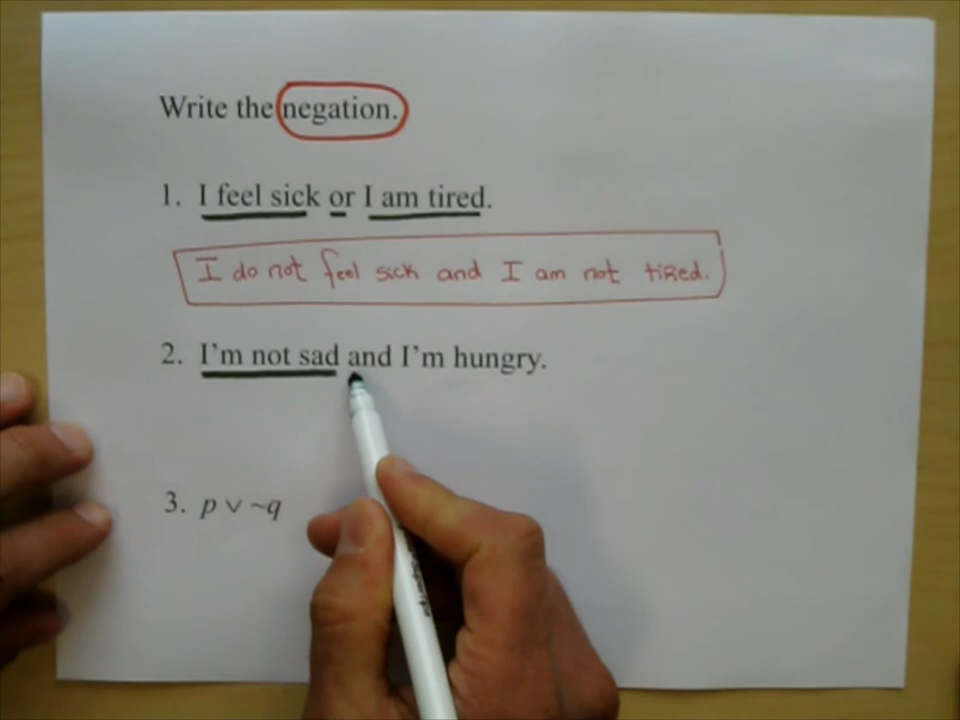 Write the negation.
1. I feel sick or I am tired.
I do not feel sick and I am not tired.
2. I'm not sad and I'm hungry.
3. p ∨ ~q